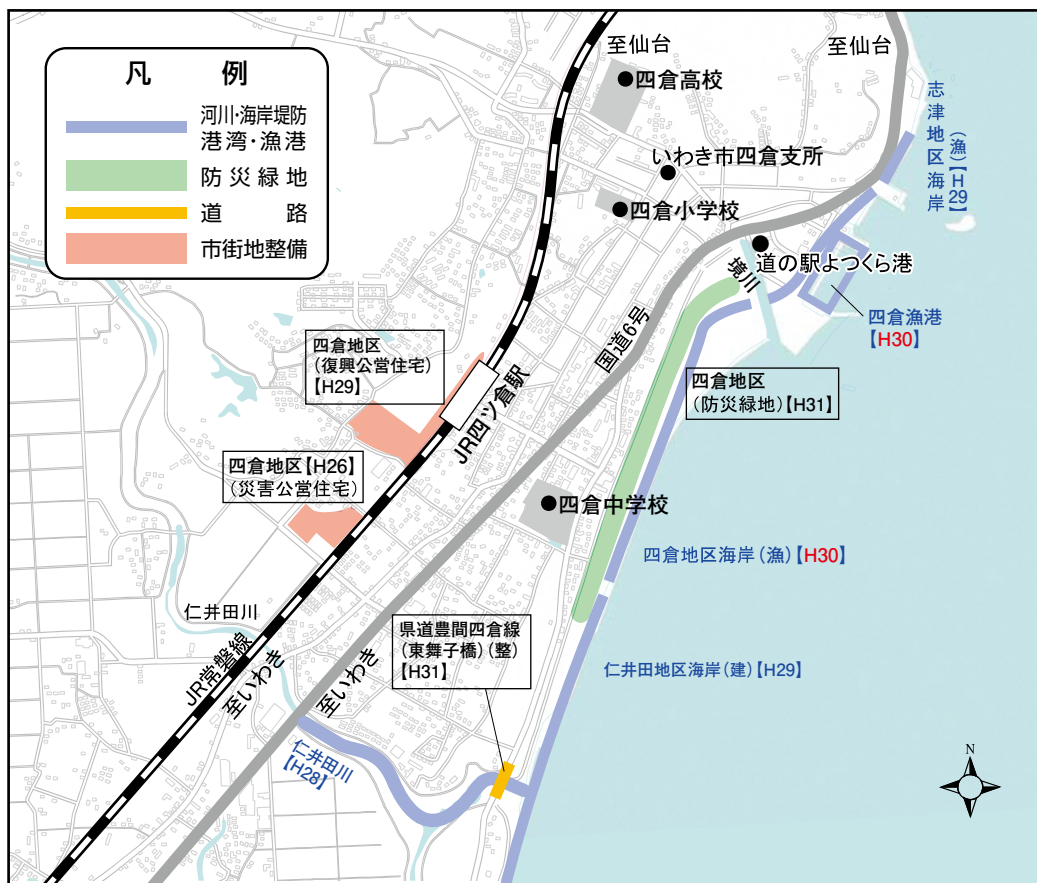 凡　例
河川・海岸堤防
港湾・漁港
防災緑地
道　路
市街地整備
至仙台
至仙台
四倉高校
いわき市四倉支所
四倉小学校
志津地区海岸
(漁)【H29】
道の駅よつくら港
境川
四倉漁港
【H30】
国道6号
四倉地区
(復興公営住宅)
【H29】
JR四ツ倉駅
四倉地区
(防災緑地)【H31】
四倉地区【H26】
(災害公営住宅)
四倉中学校
四倉地区海岸(漁)【H30】
仁井田川
県道豊間四倉線
(東舞子橋)(整)
【H31】
JR常磐線
至いわき
至いわき
仁井田地区海岸(建)【H29】
仁井田川
【H28】
N